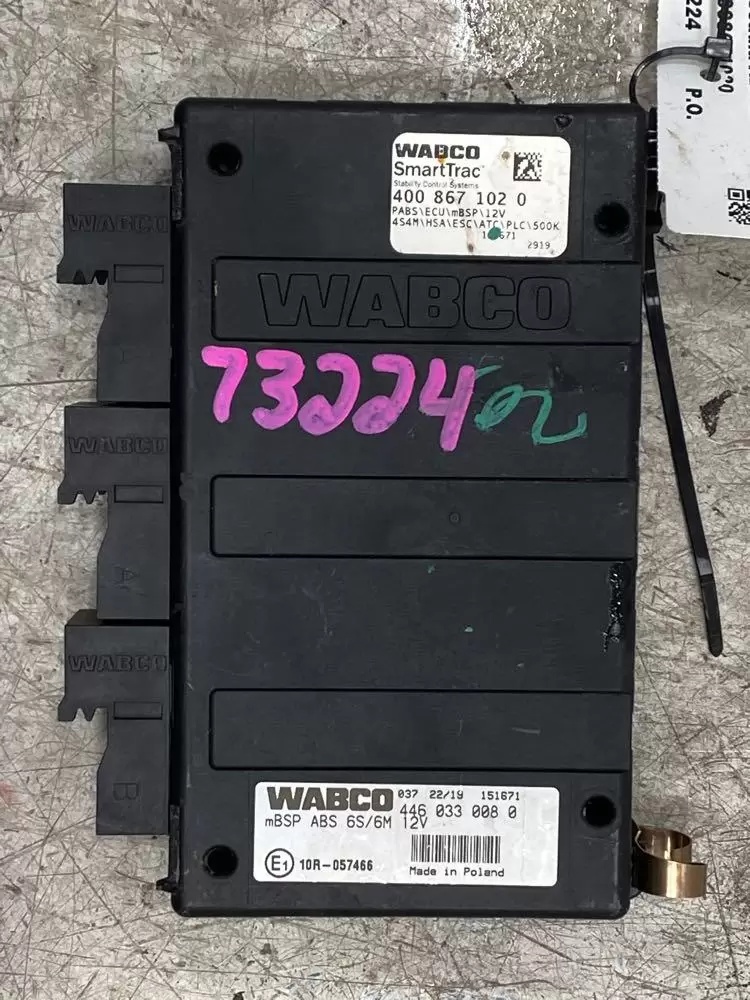 WABCO
SmartTrac
Stability Control Systems
400 867 102 0
PABS\ECU\mBSP\12V
4S4M\HSA\ESC\ATC\PLC\500K
2919
224
P.O.
WABCO
WABCO
73224
02
WABCO
A
WABCO
B
WABCO 037 22/19 151671
446 033 008 0
mBSP ABS 6S/6M 12V
E1 10R-057466
Made in Poland